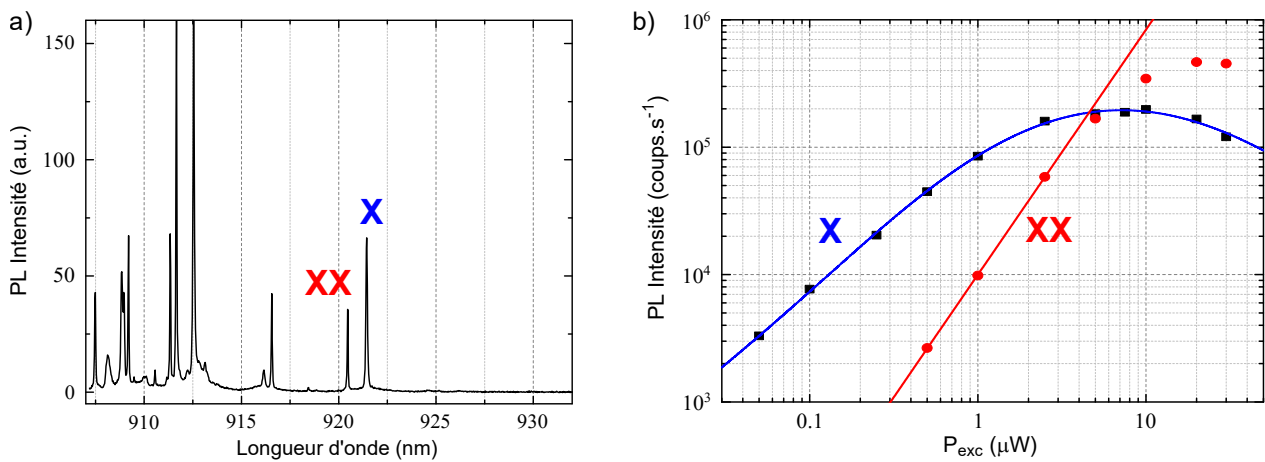 a)
PL Intensité (a.u.)
150
100
50
0
XX
X
910
915
920
925
930
Longueur d'onde (nm)
b)
PL Intensité (coups.s⁻¹)
10⁶
10⁵
10⁴
10³
X
XX
0.1
1
10
P_exc (μW)